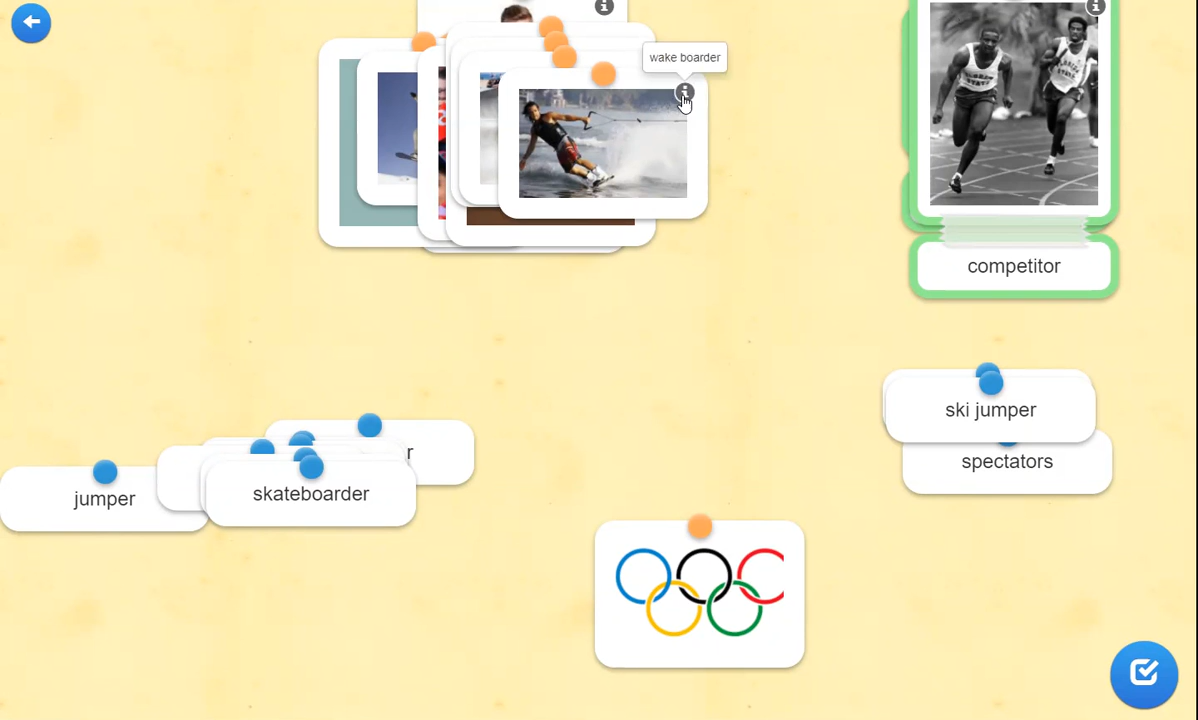 wake boarder
competitor
ski jumper
spectators
r
skateboarder
jumper